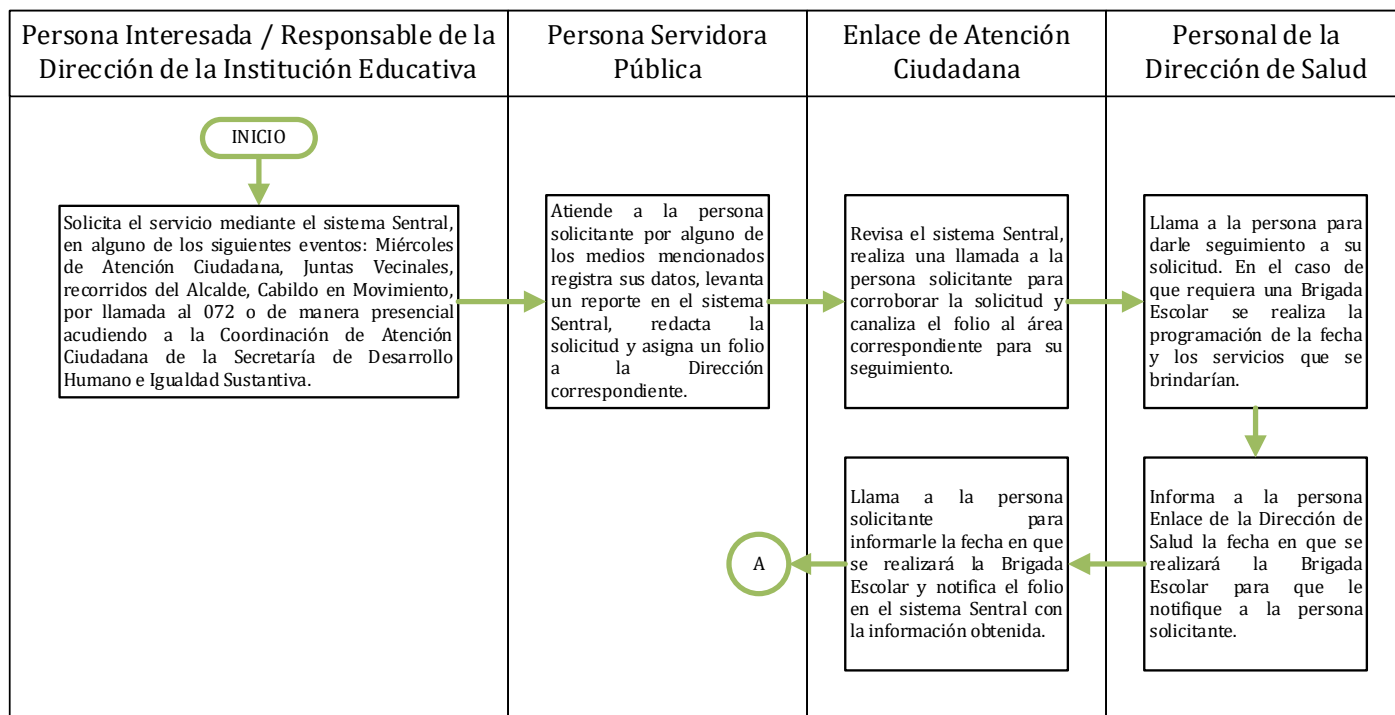 Persona Interesada / Responsable de la
Dirección de la Institución Educativa
Persona Servidora
Pública
Enlace de Atención
Ciudadana
Personal de la
Dirección de Salud
INICIO
Solicita el servicio mediante el sistema Sentral,
en alguno de los siguientes eventos: Miércoles
de Atención Ciudadana, Juntas Vecinales,
recorridos del Alcalde, Cabildo en Movimiento,
por llamada al 072 o de manera presencial
acudiendo a la Coordinación de Atención
Ciudadana de la Secretaría de Desarrollo
Humano e Igualdad Sustantiva.
Atiende a la persona
solicitante por alguno de
los medios mencionados
registra sus datos, levanta
un reporte en el sistema
Sentral, redacta la
solicitud y asigna un folio
a la Dirección
correspondiente.
Revisa el sistema Sentral,
realiza una llamada a la
persona solicitante para
corroborar la solicitud y
canaliza el folio al área
correspondiente para su
seguimiento.
Llama a la persona para
darle seguimiento a su
solicitud. En el caso de
que requiera una Brigada
Escolar se realiza la
programación de la fecha
y los servicios que se
brindarían.
Informa a la persona
Enlace de la Dirección de
Salud la fecha en que se
realizará la Brigada
Escolar para que le
notifique a la persona
solicitante.
Llama a la persona
solicitante para
informarle la fecha en que
se realizará la Brigada
Escolar y notifica el folio
en el sistema Sentral con
la información obtenida.
A